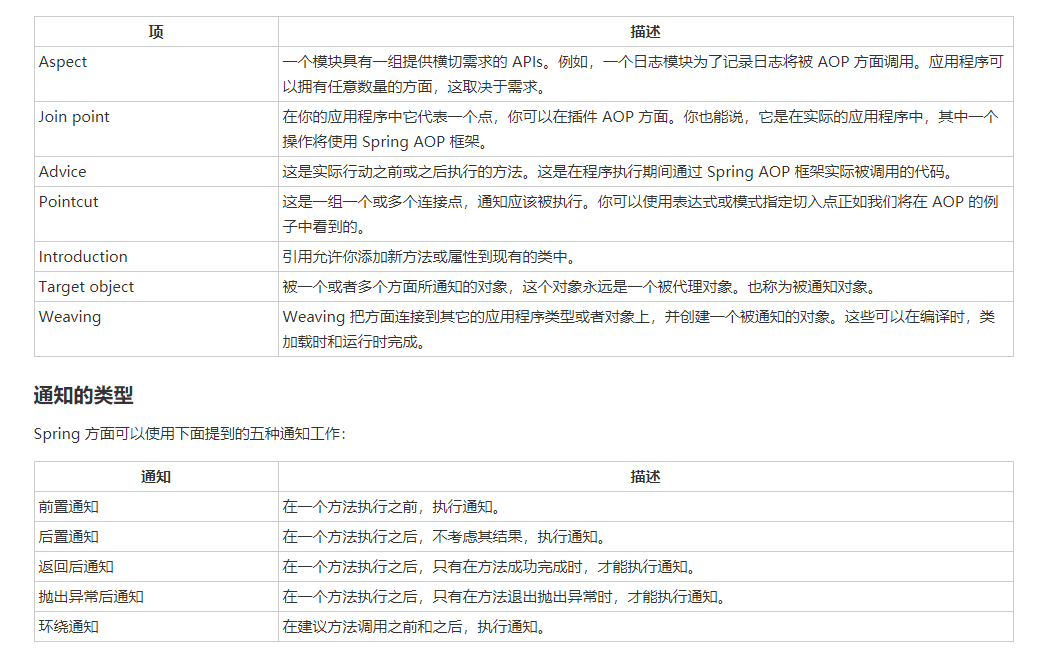 项 描述
Aspect 一个模块具有一组提供横切需求的 APIs。例如，一个日志模块为了记录日志将被 AOP 方面调用。应用程序可
以拥有任意数量的方面，这取决于需求。
Join point 在你的应用程序中它代表一个点，你可以在插件 AOP 方面。你也能说，它是在实际的应用程序中，其中一个
操作将使用 Spring AOP 框架。
Advice 这是实际行动之前或之后执行的方法。这是在程序执行期间通过 Spring AOP 框架实际被调用的代码。
Pointcut 这是一组一个或多个连接点，通知应该被执行。你可以使用表达式或模式指定切入点正如我们将在 AOP 的例
子中看到的。
Introduction 引用允许你添加新方法或属性到现有的类中。
Target object 被一个或者多个方面所通知的对象，这个对象永远是一个被代理对象。也称为被通知对象。
Weaving Weaving 把方面连接到其它的应用程序类型或者对象上，并创建一个被通知的对象。这些可以在编译时，类
加载时和运行时完成。
通知的类型
Spring 方面可以使用下面提到的五种通知工作：
通知 描述
前置通知 在一个方法执行之前，执行通知。
后置通知 在一个方法执行之后，不考虑其结果，执行通知。
返回后通知 在一个方法执行之后，只有在方法成功完成时，才能执行通知。
抛出异常后通知 在一个方法执行之后，只有在方法退出抛出异常时，才能执行通知。
环绕通知 在建议方法调用之前和之后，执行通知。